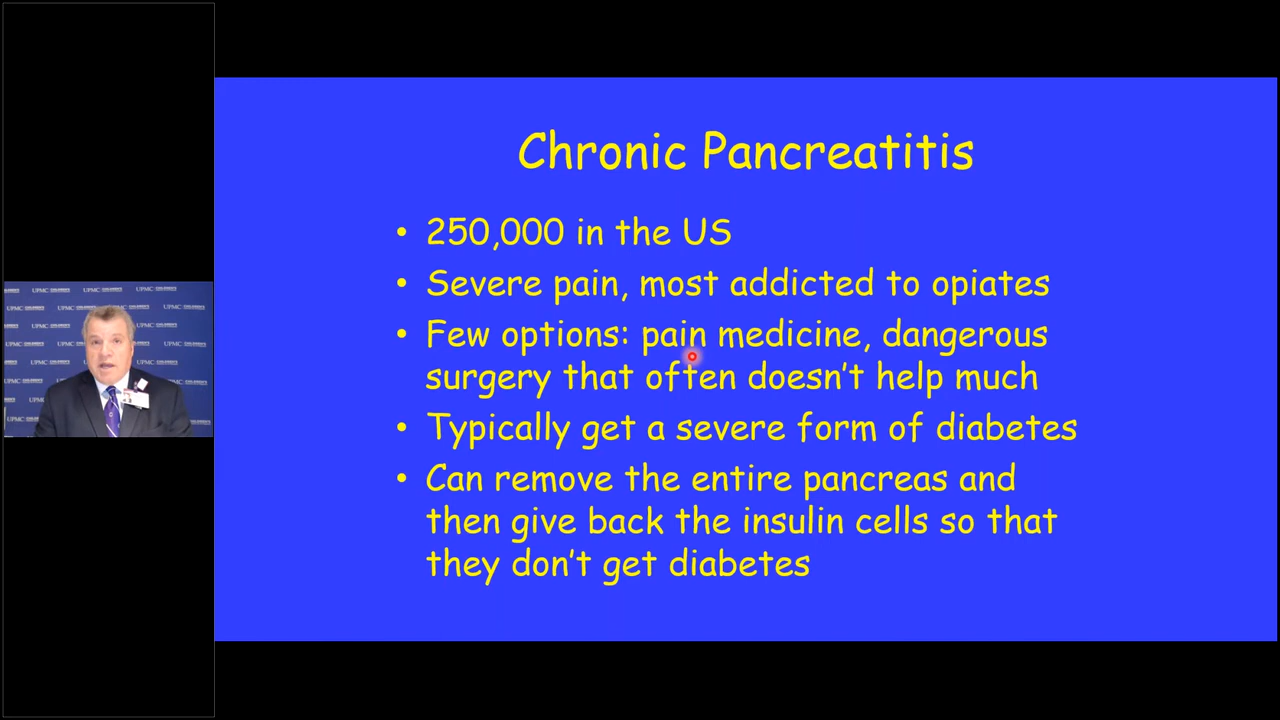 Chronic Pancreatitis
• 250,000 in the US
• Severe pain, most addicted to opiates
• Few options: pain medicine, dangerous
surgery that often doesn't help much
• Typically get a severe form of diabetes
• Can remove the entire pancreas and
then give back the insulin cells so that
they don't get diabetes
UPMC